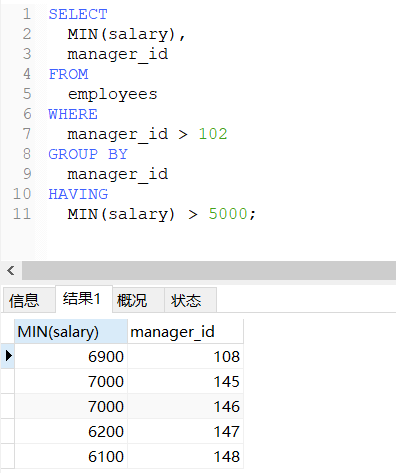 1 SELECT
2 MIN(salary),
3 manager_id
4 FROM
5 employees
6 WHERE
7 manager_id > 102
8 GROUP BY
9 manager_id
10 HAVING
11 MIN(salary) > 5000;
信息 结果1 概况 状态
MIN(salary) manager_id
6900 108
7000 145
7000 146
6200 147
6100 148